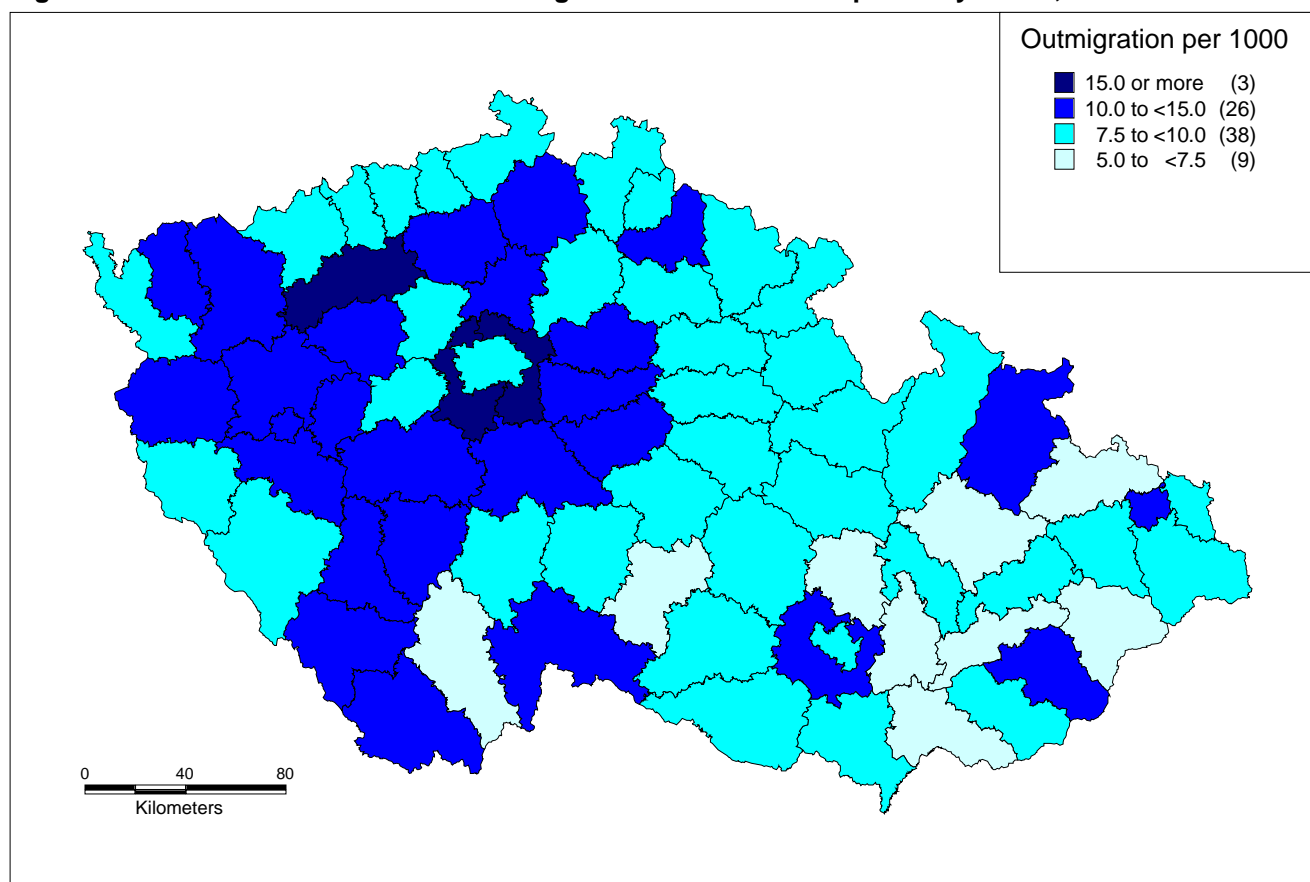 Outmigration per 1000
15.0 or more (3)
10.0 to <15.0 (26)
7.5 to <10.0 (38)
5.0 to <7.5 (9)
0 40 80
Kilometers